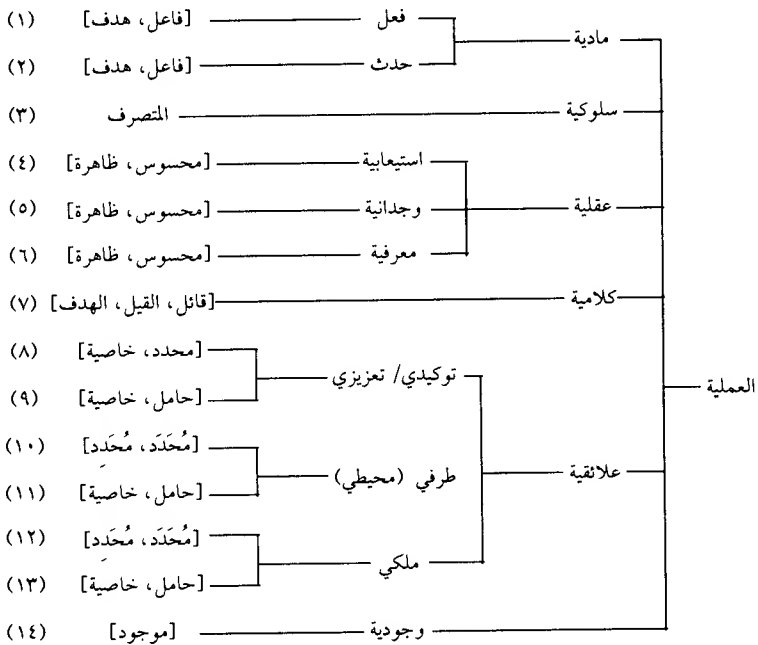 مادية فعل [فاعل، هدف] (١)
حدث [فاعل، هدف] (٢)
سلوكية المتصرف (٣)
استيعابية [محسوس، ظاهرة] (٤)
عقلية وجدانية [محسوس، ظاهرة] (٥)
معرفية [محسوس، ظاهرة] (٦)
كلامية [قائل، القيل، الهدف] (٧)
توكيدي/ تعزيزي [محدد، خاصية] (٨)
[حامل، خاصية] (٩)
العملية
علائقية طرفي (محيطي) [مُحَدَد، مُحَدِد] (١٠)
[حامل، خاصية] (١١)
ملكي [مُحَدَد، مُحَدِد] (١٢)
[حامل، خاصية] (١٣)
وجودية [موجود] (١٤)